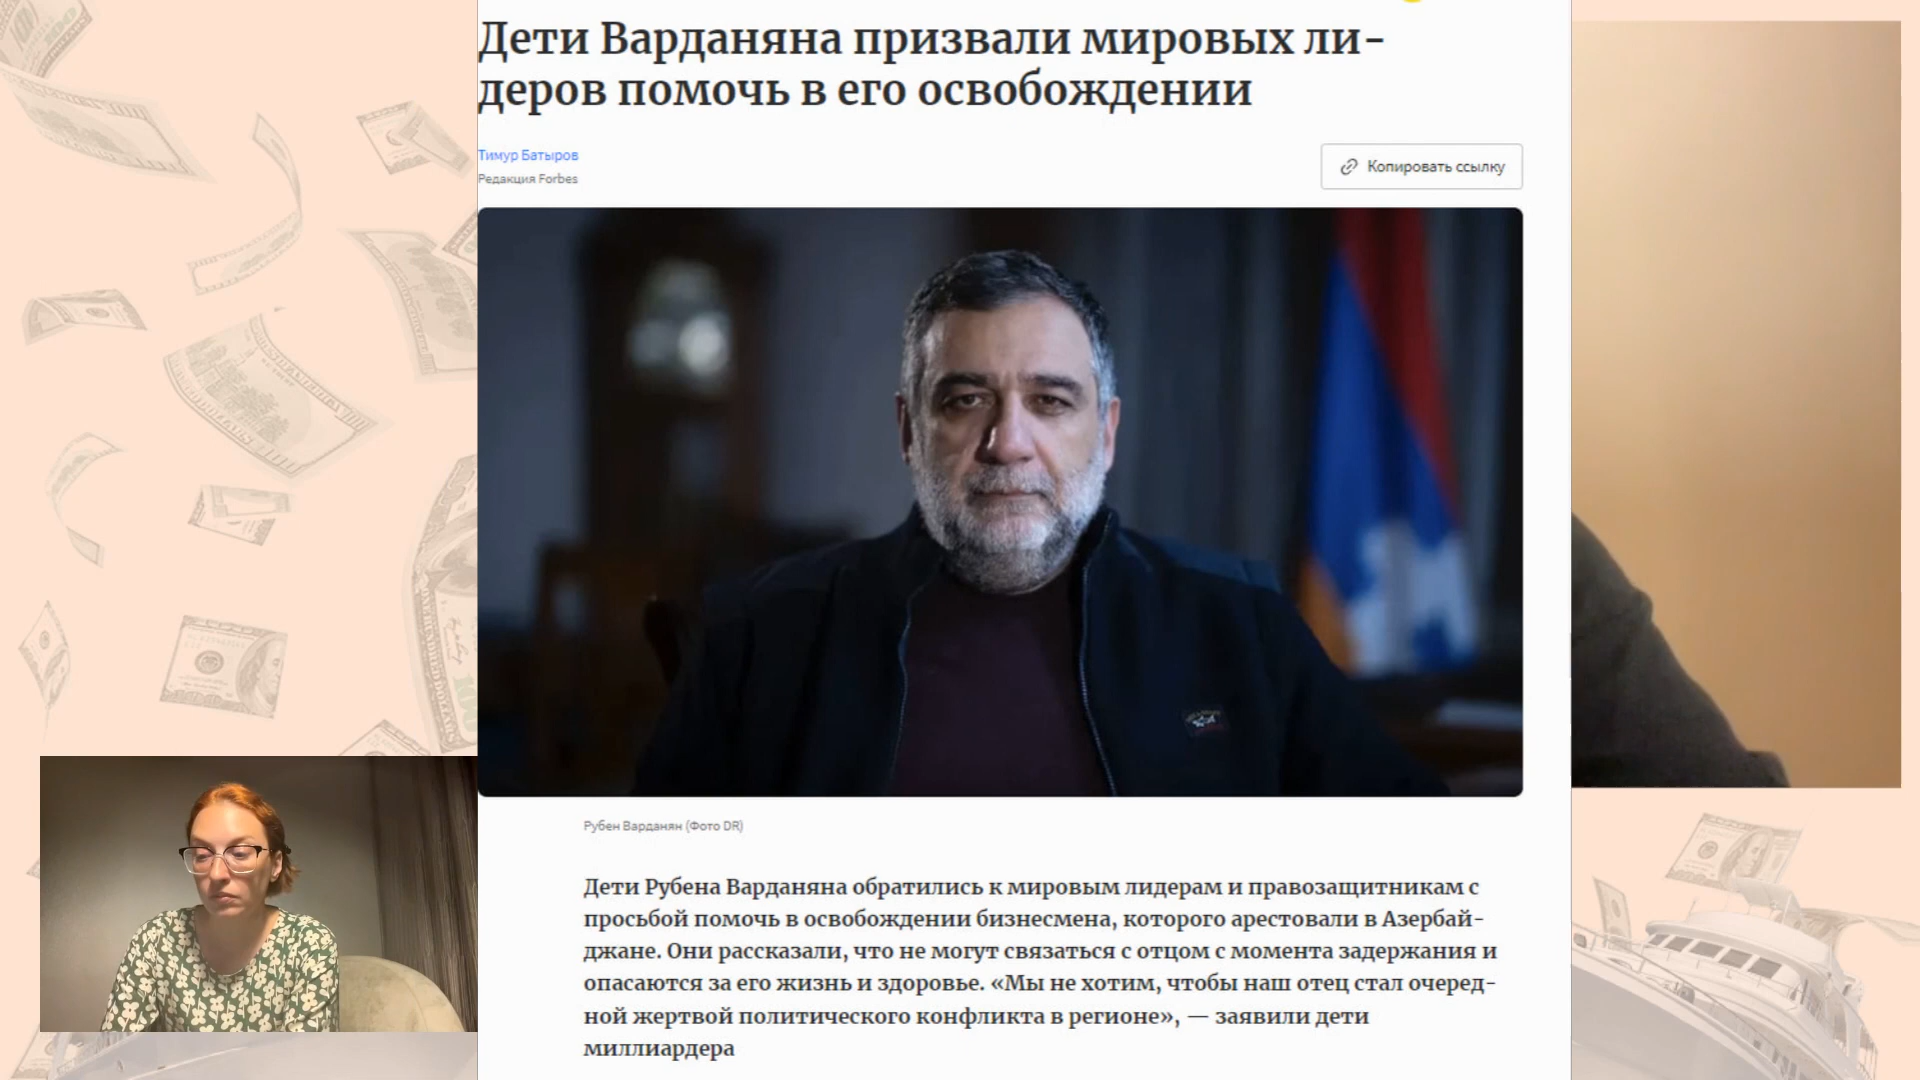 Дети Варданяна призвали мировых ли-
деров помочь в его освобождении
Тимур Батыров
Редакция Forbes
Копировать ссылку
Рубен Варданян (Фото DR)
Дети Рубена Варданяна обратились к мировым лидерам и правозащитникам с
просьбой помочь в освобождении бизнесмена, которого арестовали в Азербай-
джане. Они рассказали, что не могут связаться с отцом с момента задержания и
опасаются за его жизнь и здоровье. «Мы не хотим, чтобы наш отец стал очеред-
ной жертвой политического конфликта в регионе», — заявили дети
миллиардера